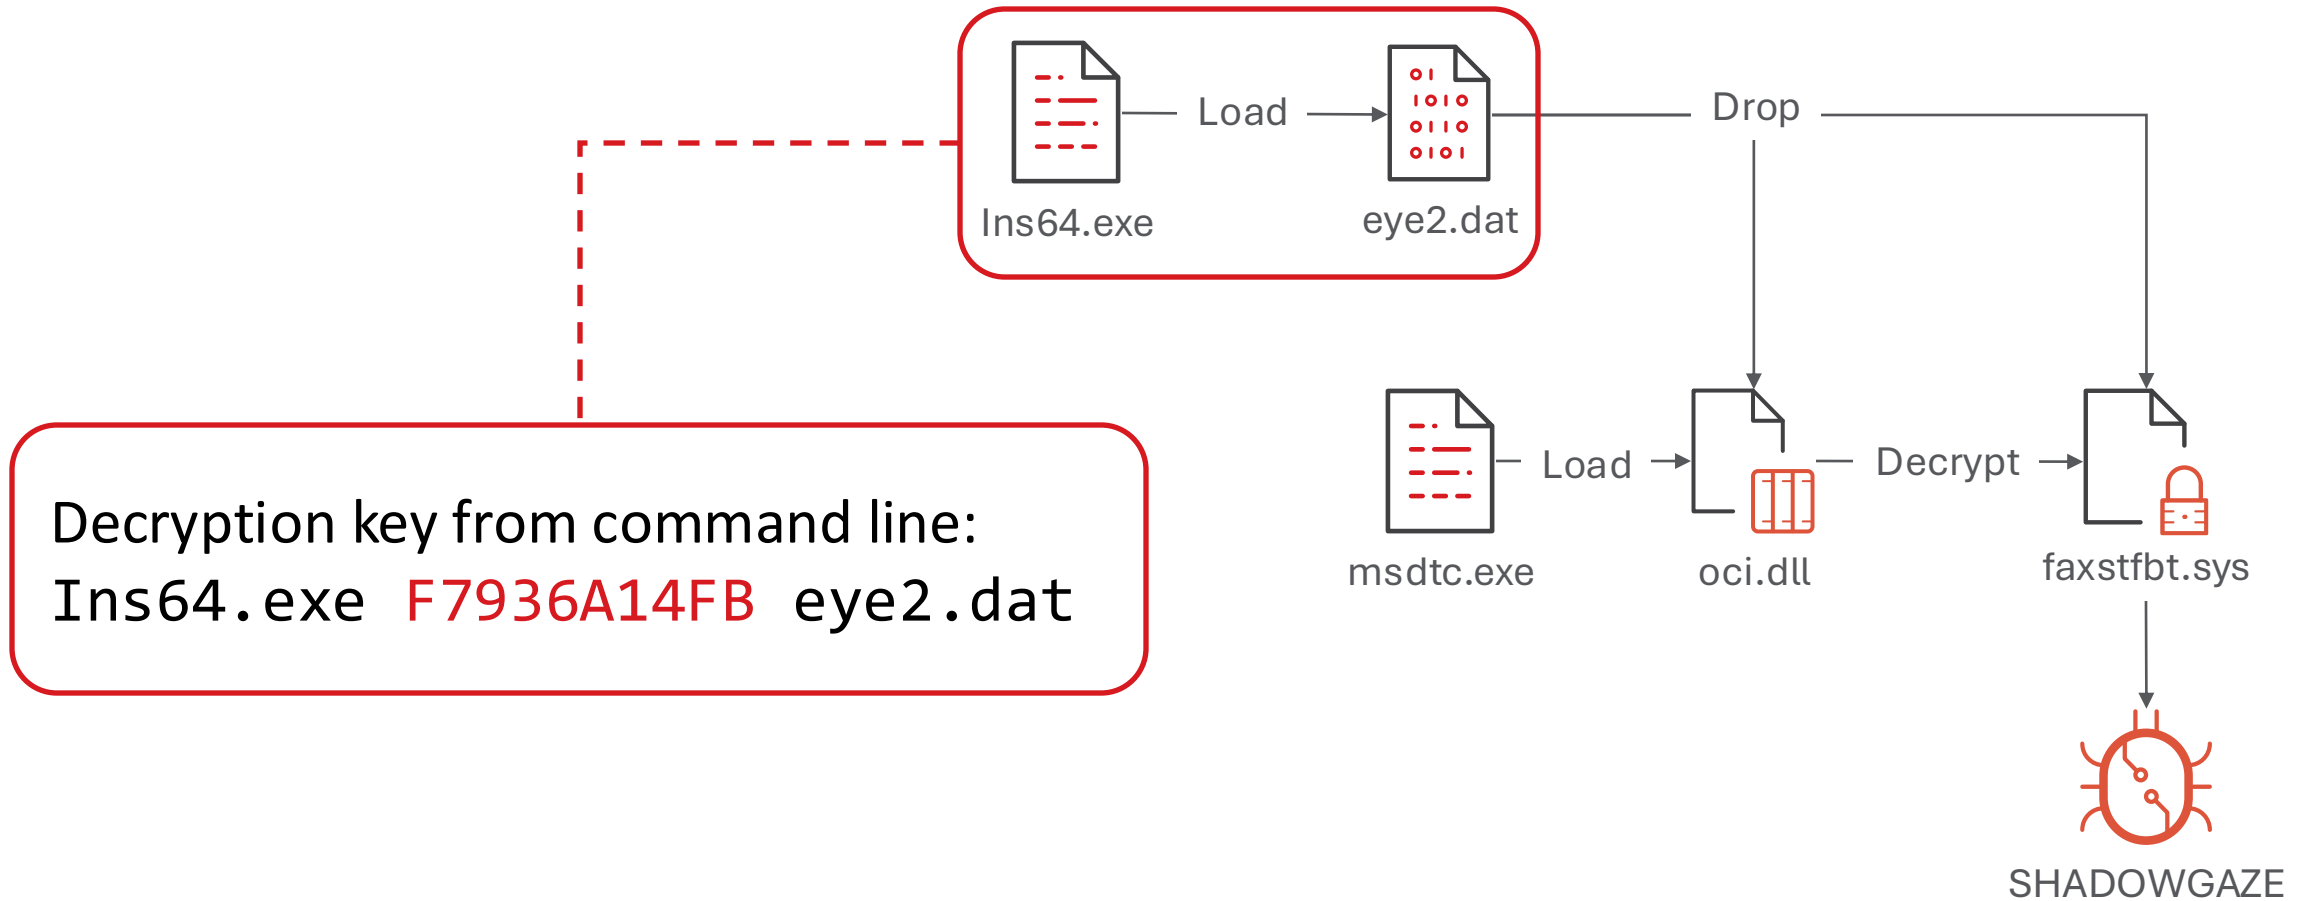 Load
Drop
Ins64.exe
eye2.dat
Load
Decrypt
msdtc.exe
oci.dll
faxstfbt.sys
Decryption key from command line:
Ins64.exe F7936A14FB eye2.dat
SHADOWGAZE